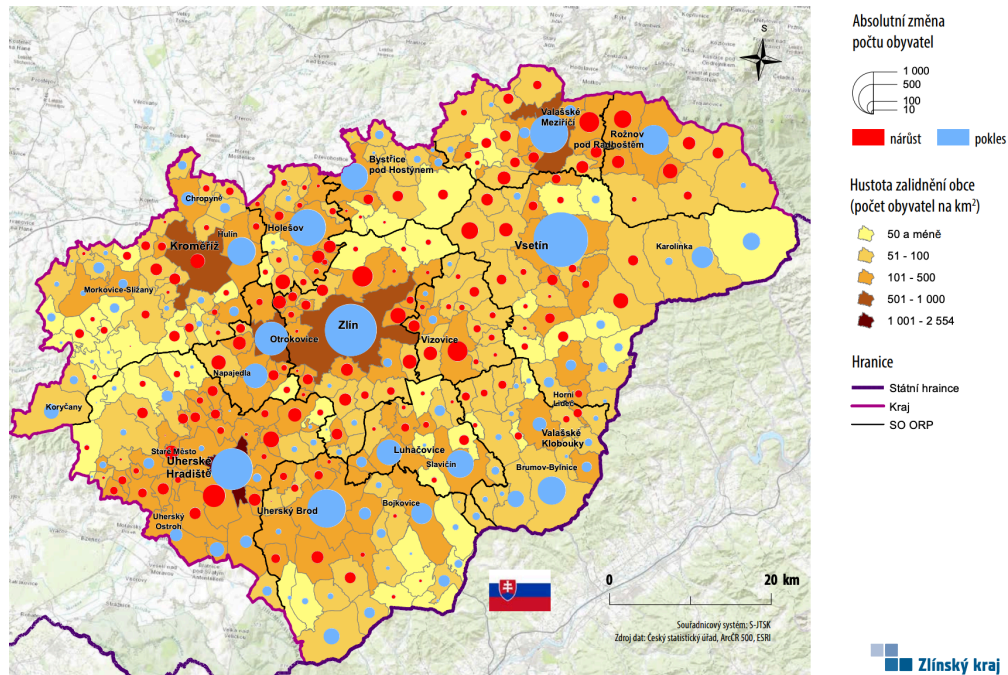 S
Valašské
Meziříčí
Rožnov
pod Radhoštěm
Bystřice
pod Hostýnem
Chropyně
Hulín
Holešov
Kroměříž
Vsetín
Karolinka
Morkovice-Slížany
Zlín
Otrokovice
Vizovice
Napajedla
Koryčany
Horní
Lideč
Valašské
Klobouky
Staré Město
Uherské
Hradiště
Luhačovice
Slavičín
Brumov-Bylnice
Uherský
Ostroh
Uherský Brod
Bojkovice
0 20 km
Souřadnicový systém: S-JTSK
Zdroj dat: Český statistický úřad, ArcČR 500, ESRI
Absolutní změna
počtu obyvatel
1 000
500
100
10
nárůst pokles
Hustota zalidnění obce
(počet obyvatel na km²)
50 a méně
51 - 100
101 - 500
501 - 1 000
1 001 - 2 554
Hranice
Státní hraince
Kraj
SO ORP
Zlínský kraj